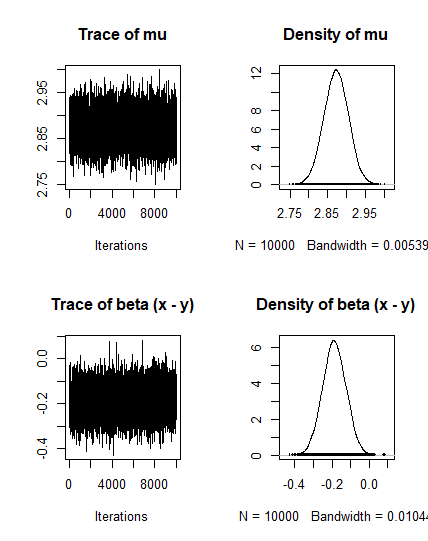 Trace of mu
Density of mu
2.75 2.85 2.95
0 4000 8000
Iterations
0 2 4 6 8 10 12
2.75 2.85 2.95
N = 10000 Bandwidth = 0.00539
Trace of beta (x - y)
Density of beta (x - y)
-0.4 -0.2 0.0
0 4000 8000
Iterations
0 2 4 6
-0.4 -0.2 0.0
N = 10000 Bandwidth = 0.01044